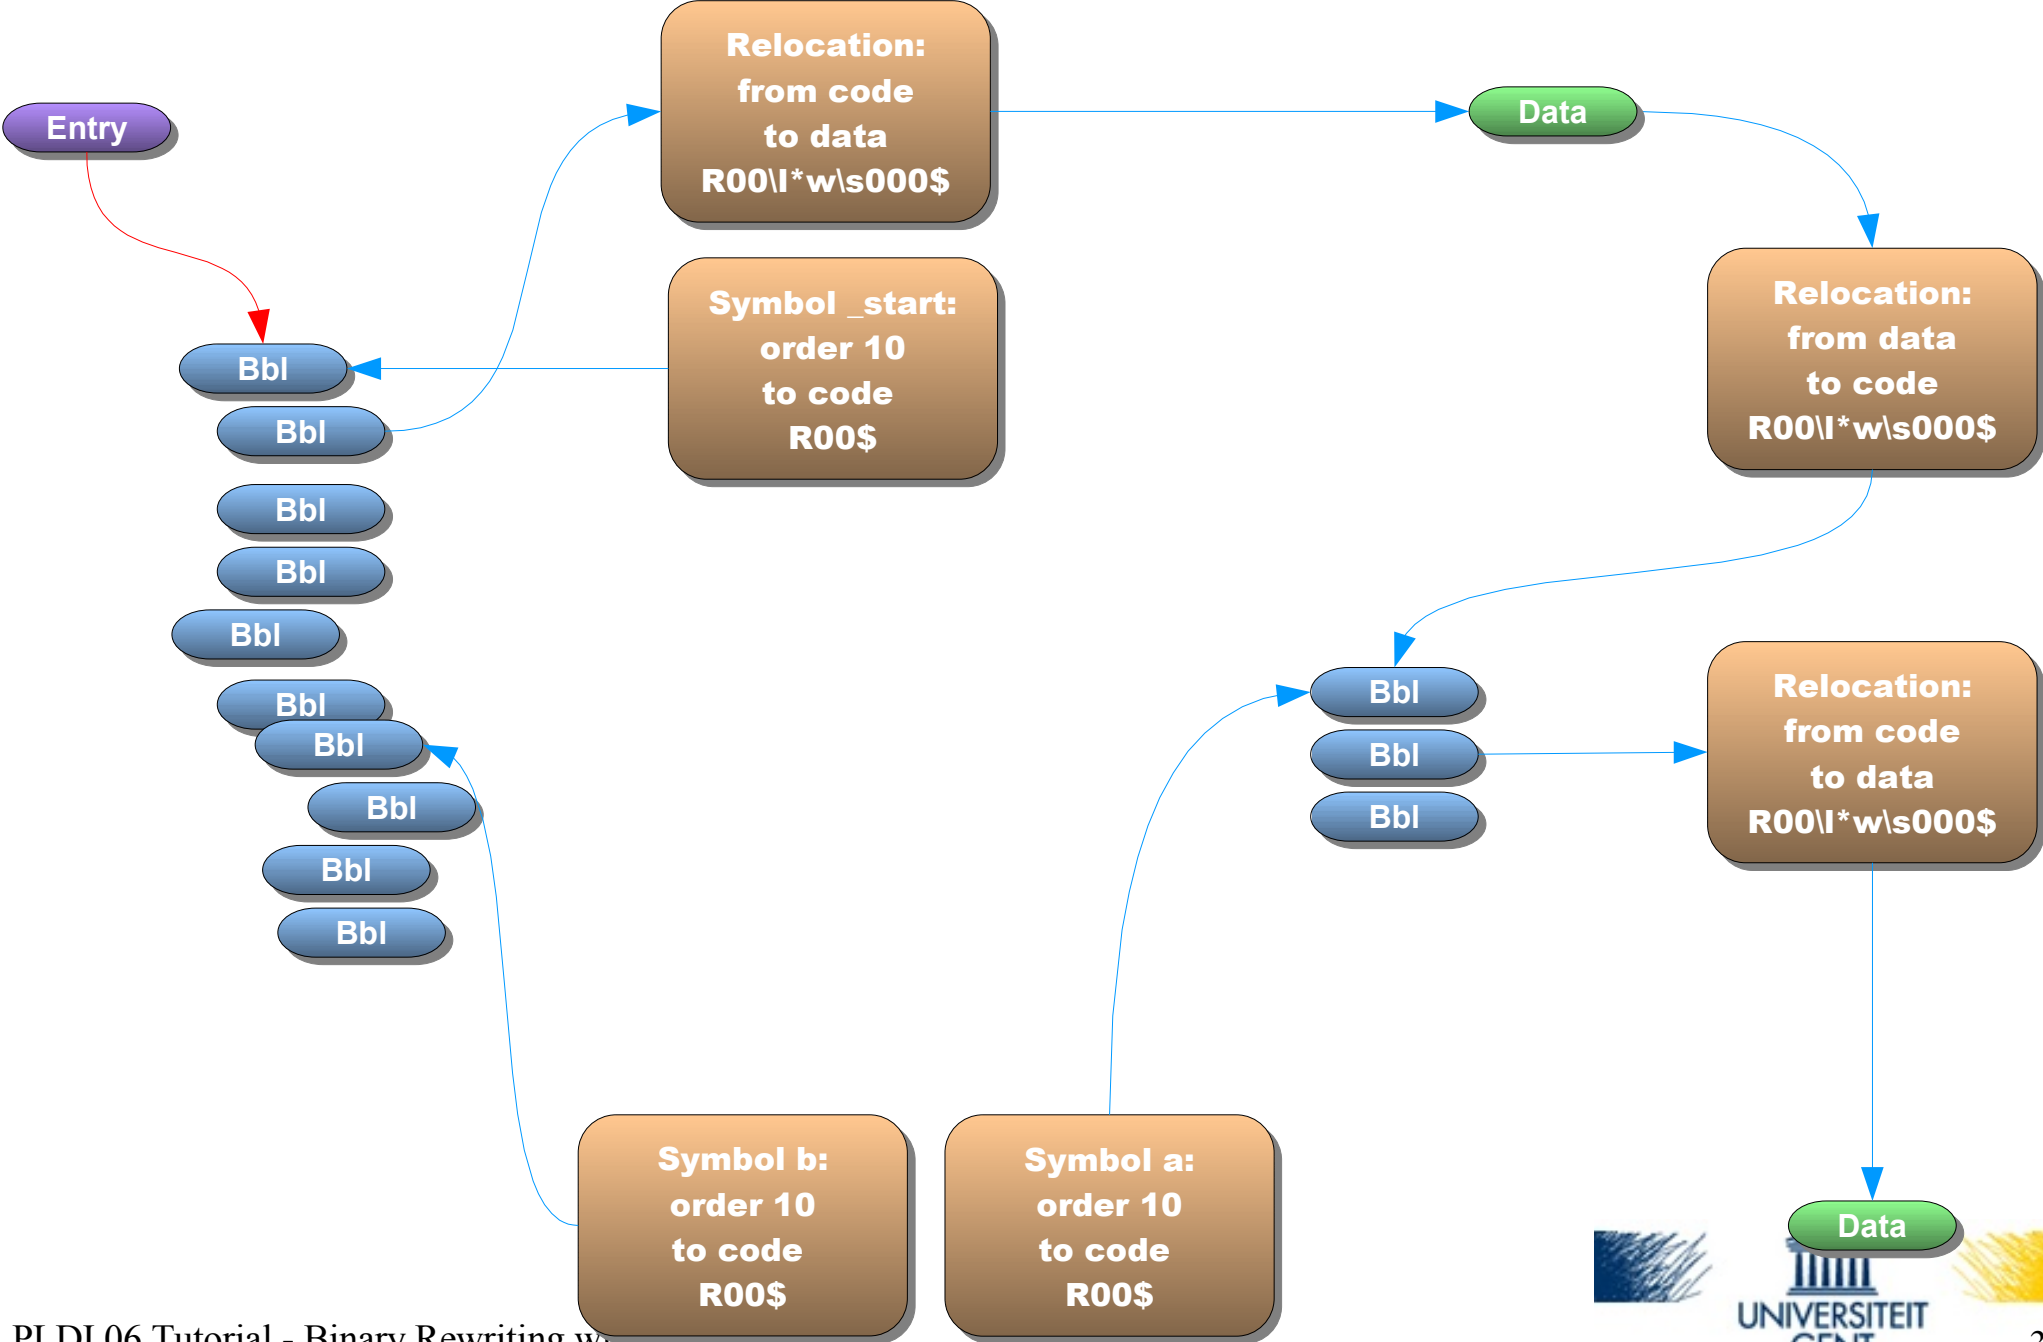 Relocation:
from code
to data
R00\l*w\s000$
Entry
Data
Symbol _start:
order 10
to code
R00$
Relocation:
from data
to code
R00\l*w\s000$
Bbl
Bbl
Bbl
Bbl
Bbl
Bbl
Bbl
Bbl
Bbl
Bbl
Bbl
Bbl
Bbl
Relocation:
from code
to data
R00\l*w\s000$
Symbol b:
order 10
to code
R00$
Symbol a:
order 10
to code
R00$
Data
UNIVERSITEIT
GENT
PLDI 06 Tutorial - Binary Rewriting